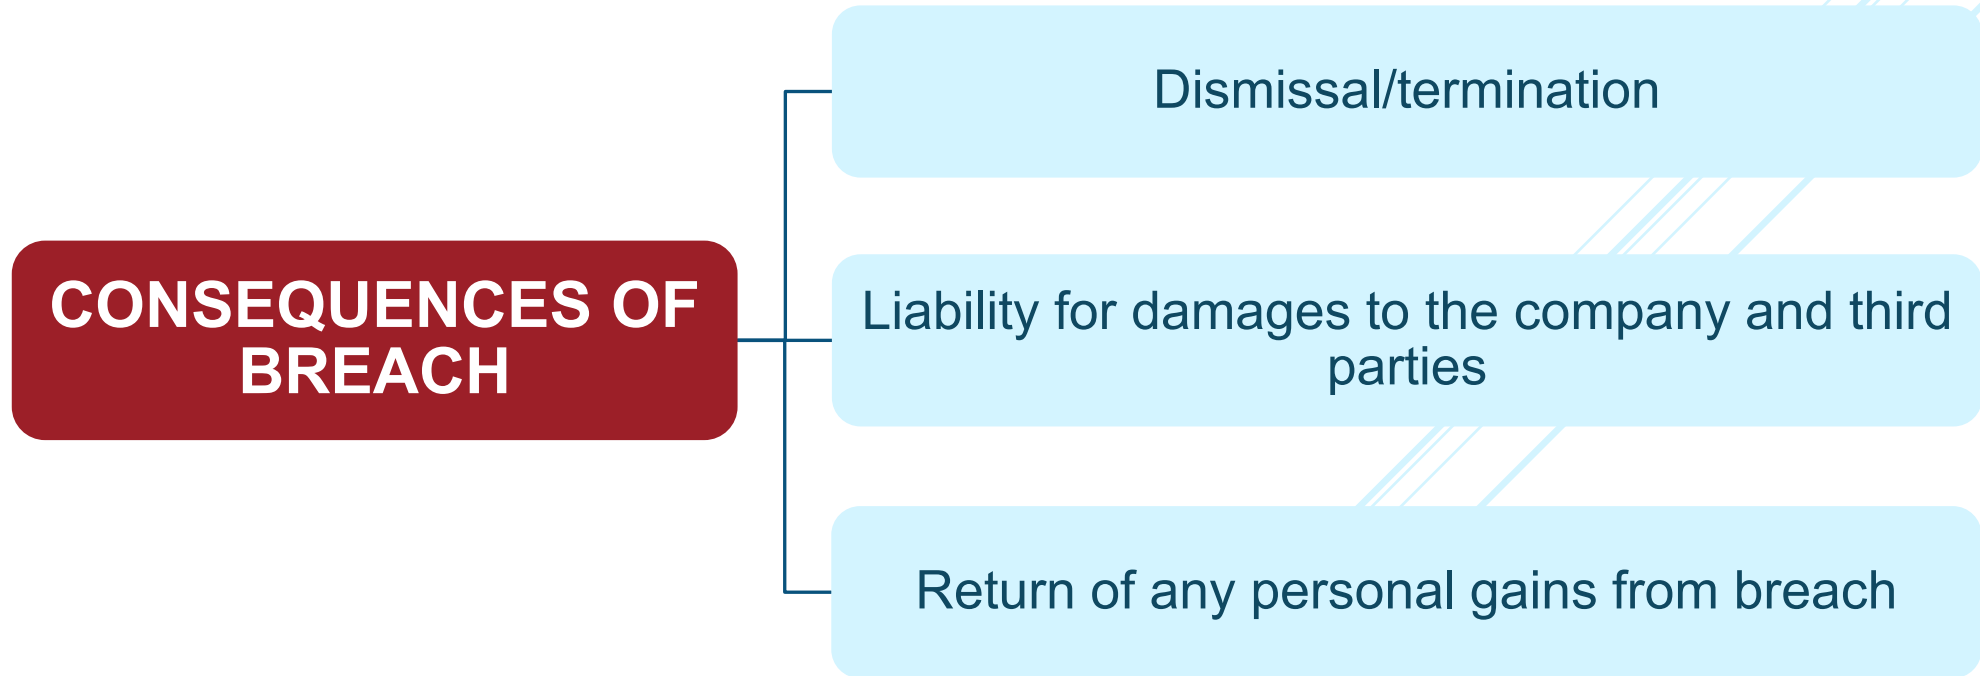 Dismissal/termination
CONSEQUENCES OF
BREACH
Liability for damages to the company and third
parties
Return of any personal gains from breach